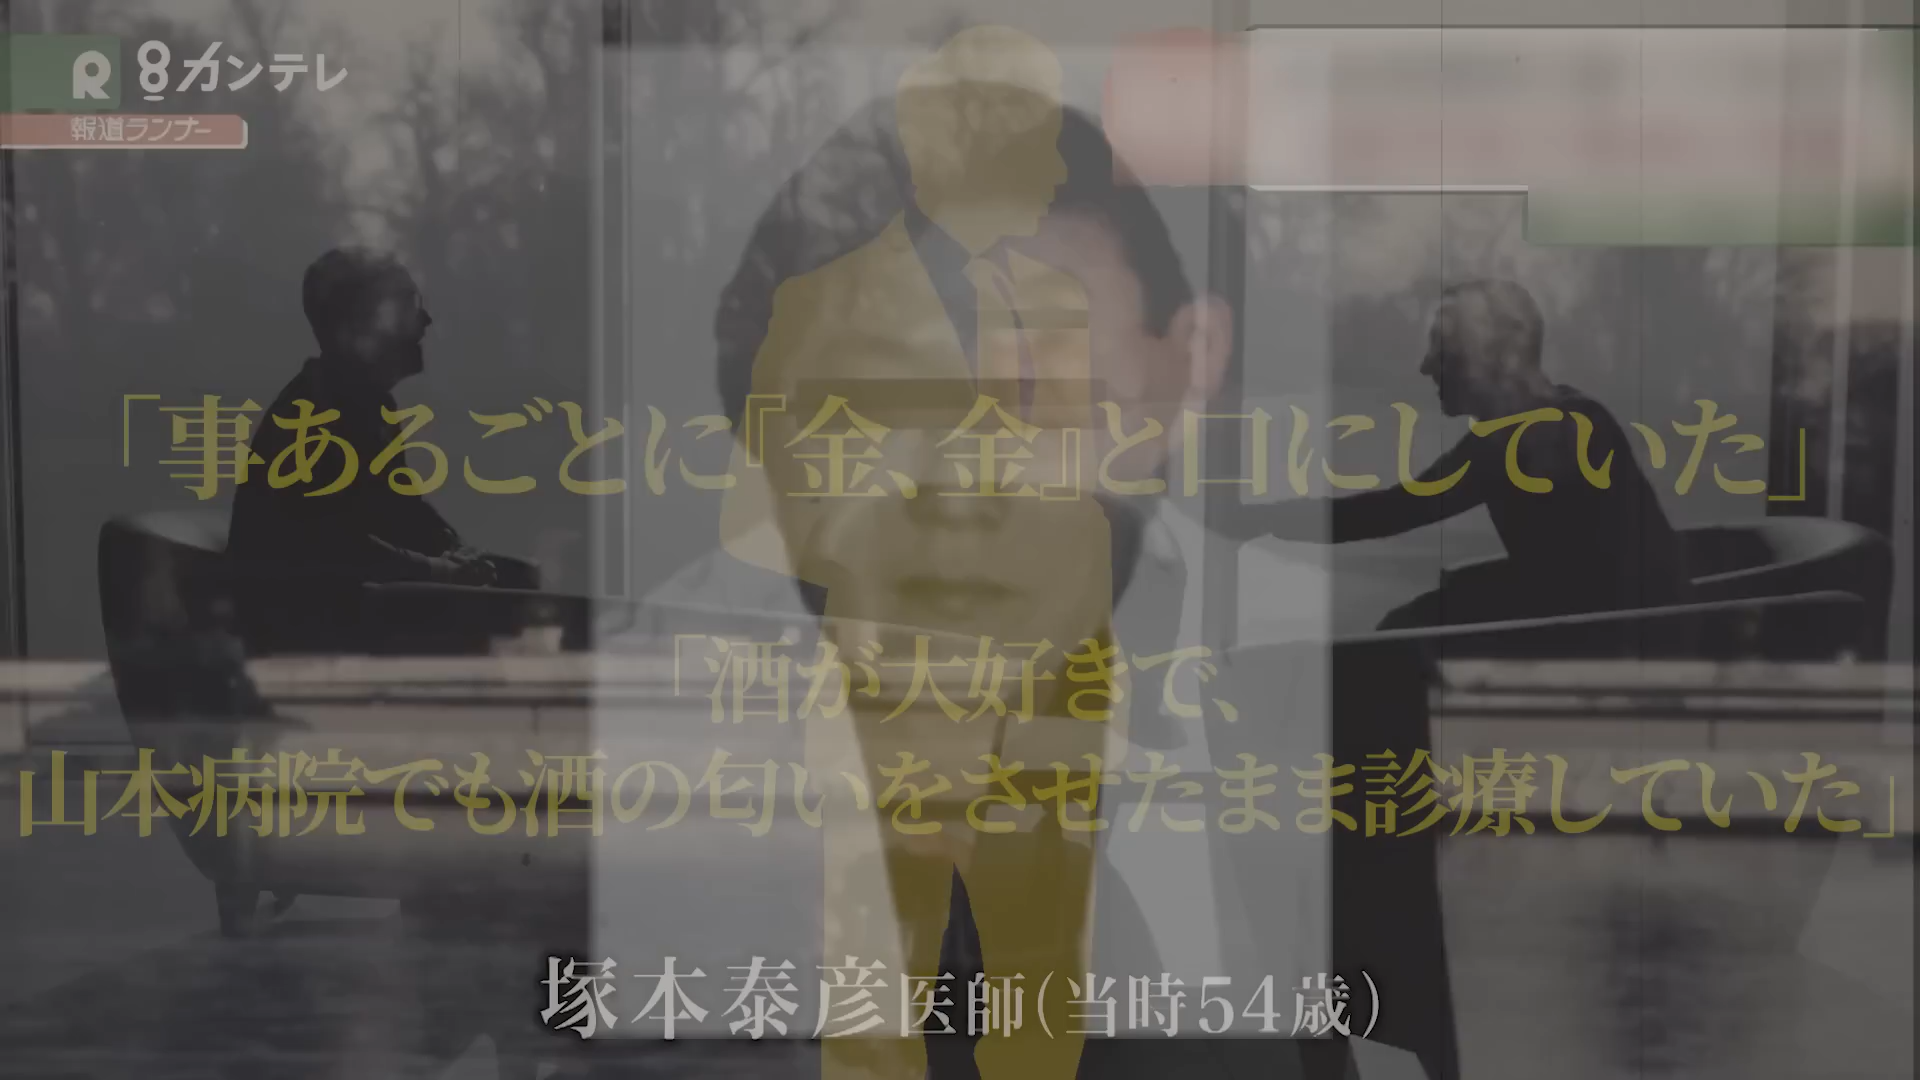 R 8カンテレ
報道ランナー
「事あるごとに『金、金』と口にしていた」
「酒が大好きで、
山本病院でも酒の匂いをさせたまま診療していた」
塚本泰彦医師(当時54歳)